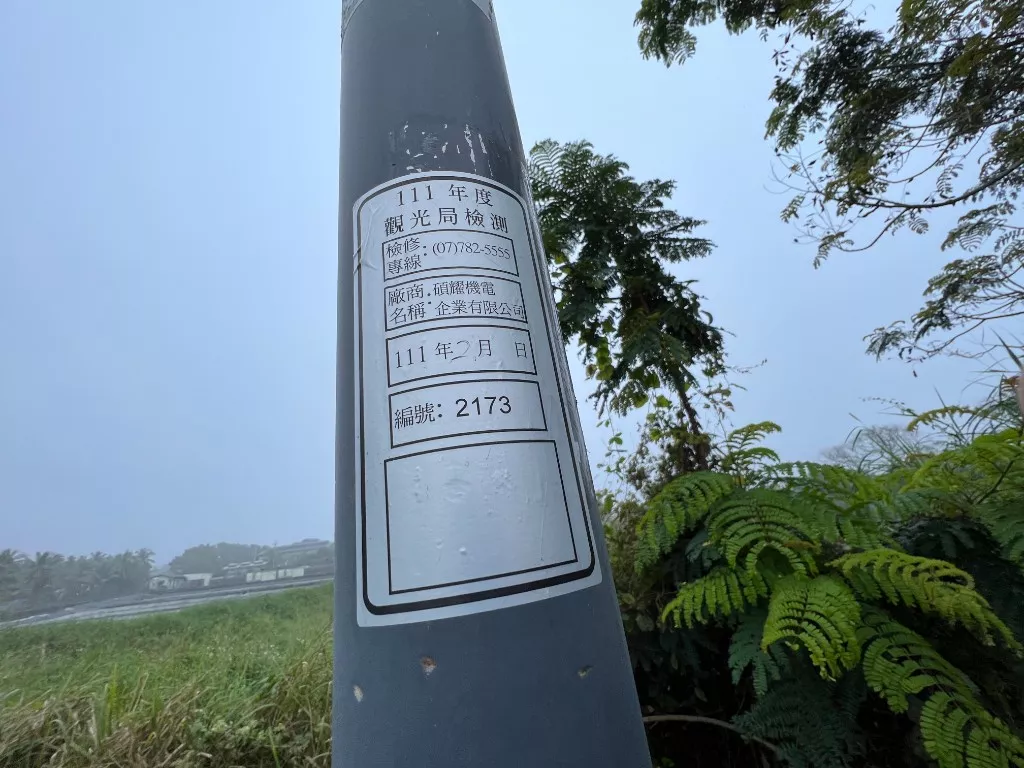 111 年度
觀光局檢測
檢修專線：(07)782-5555
廠商名稱：碩耀機電企業有限公司
111 年 2 月 日
編號：2173